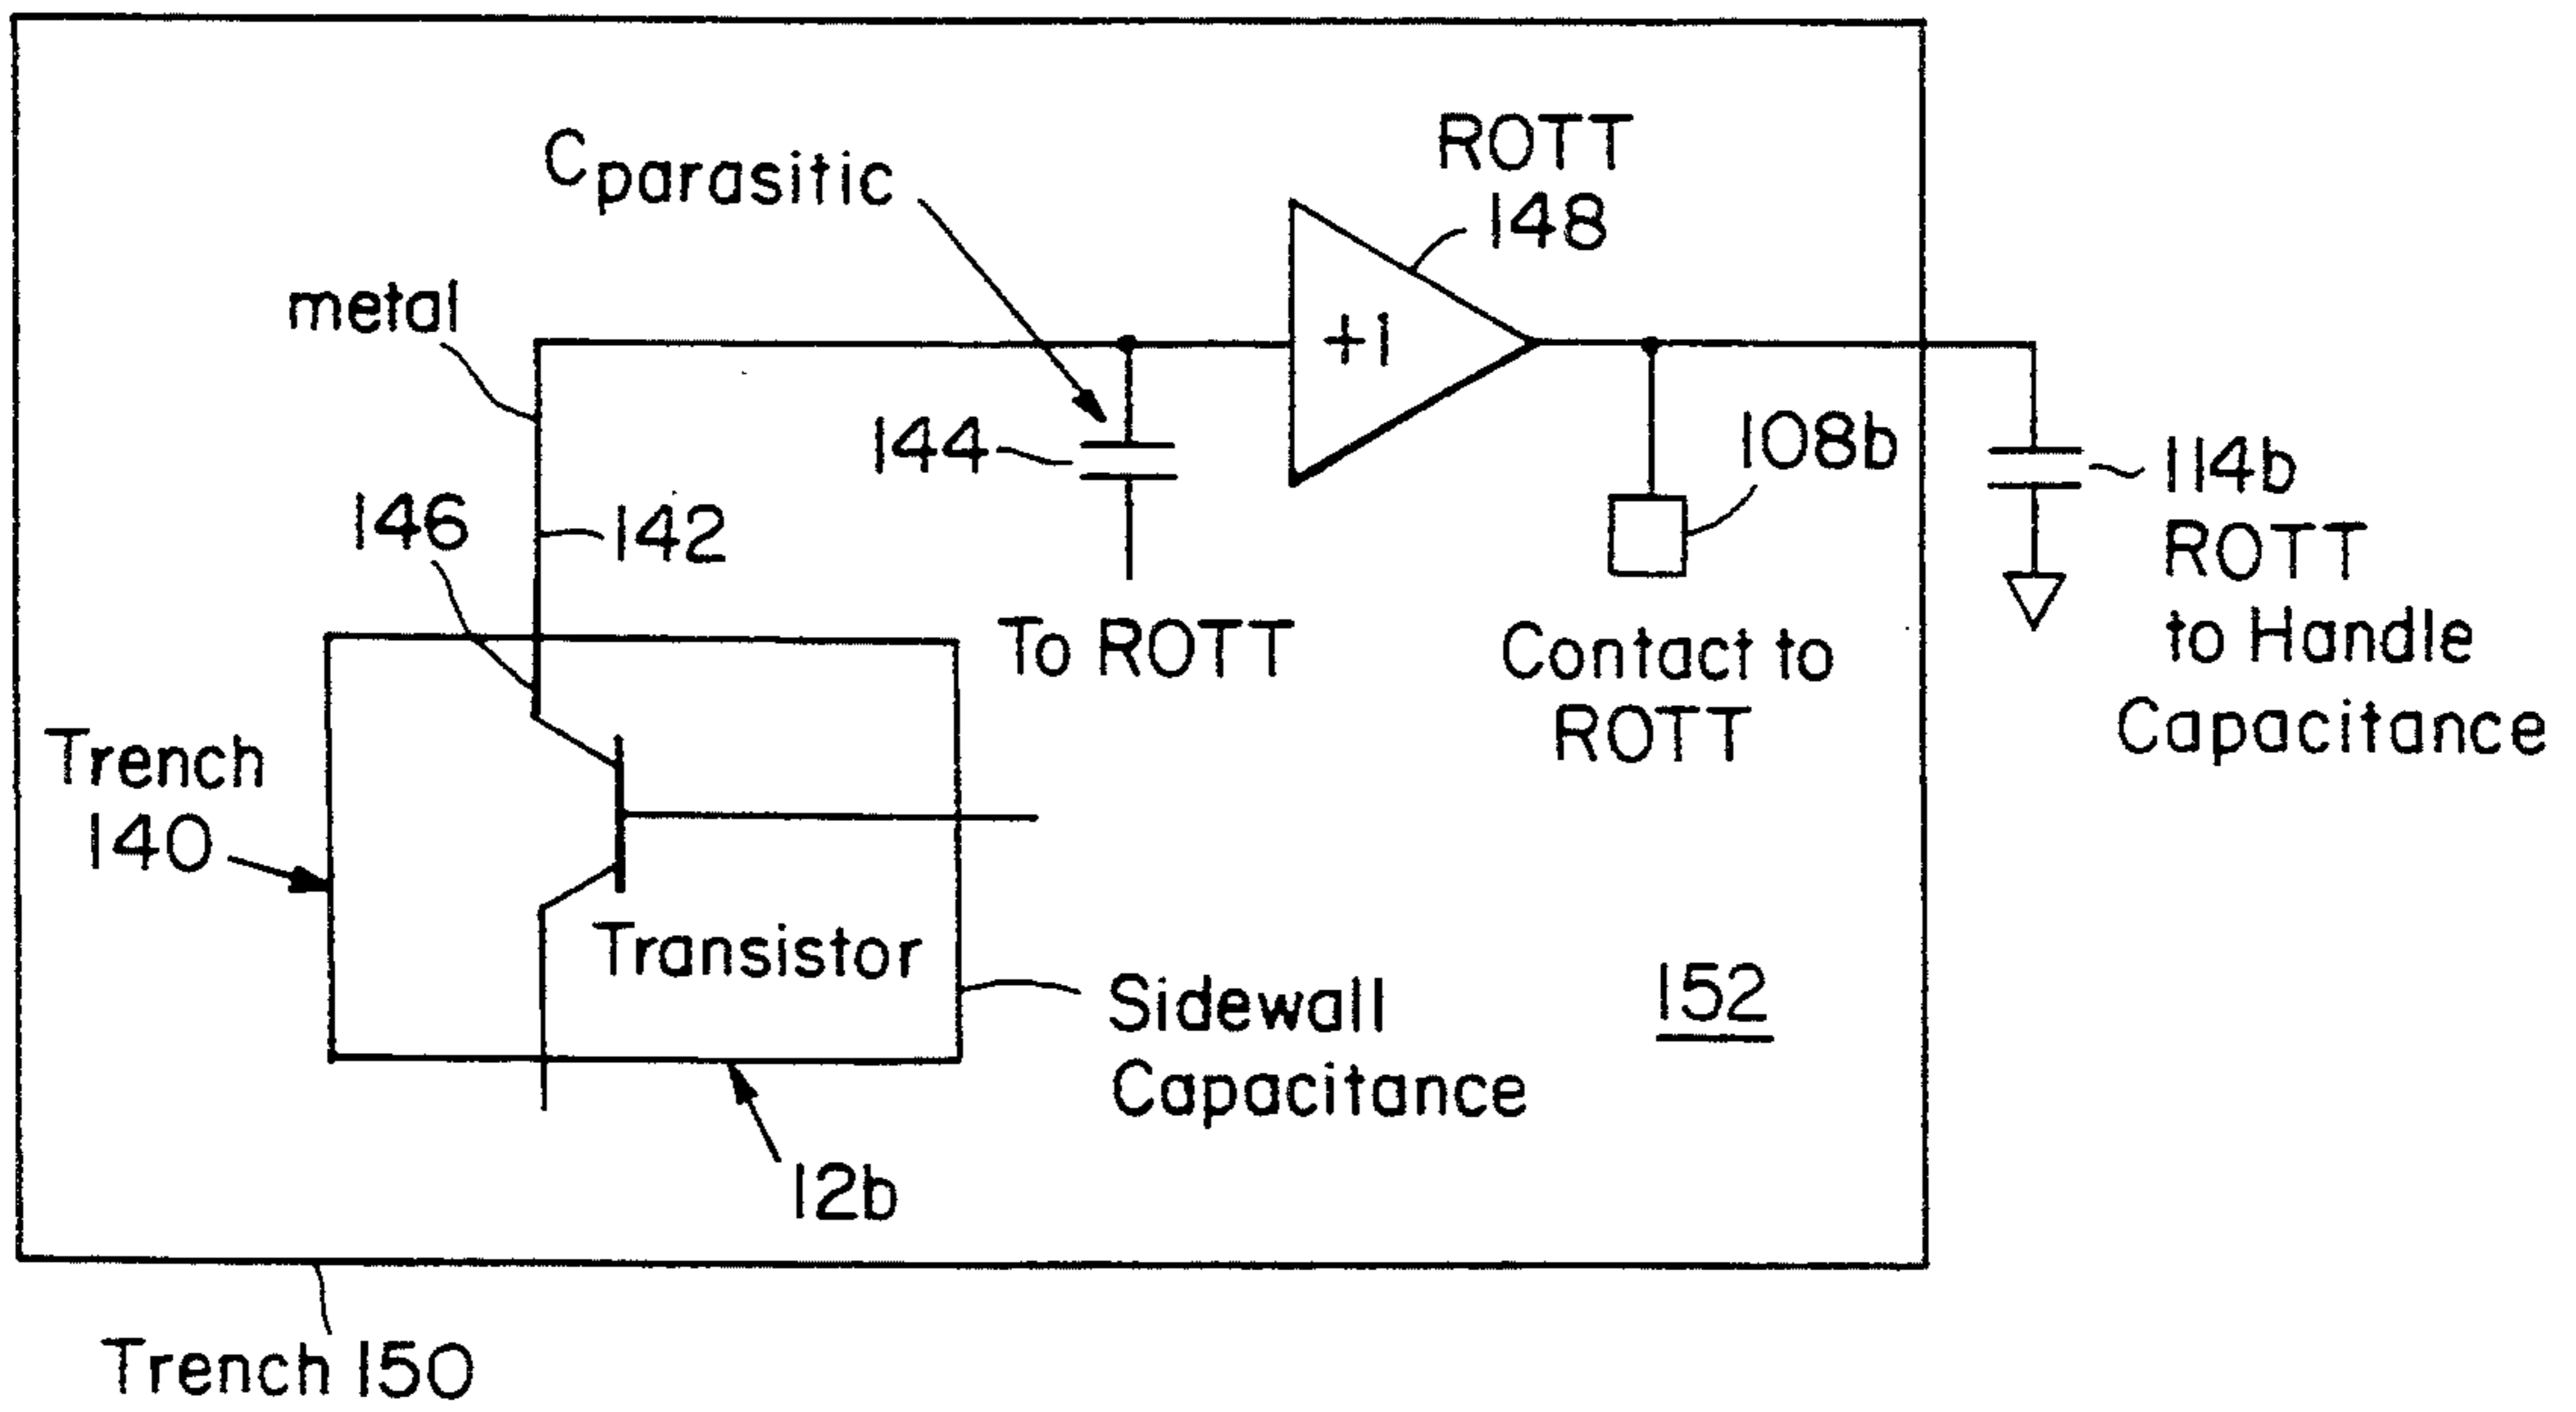 ROTT
148
Cparasitic
metal
+1
144
108b
114b
ROTT
to Handle
Capacitance
146
142
To ROTT
Contact to
ROTT
Trench
140
Transistor
Sidewall
Capacitance
152
12b
Trench 150